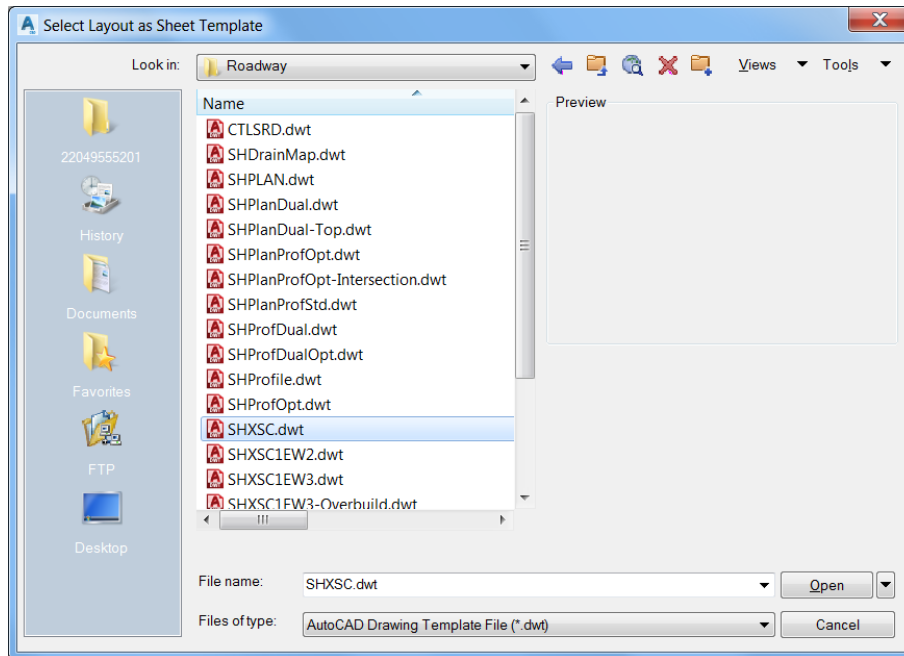 Select Layout as Sheet Template
Look in: Roadway Views Tools
22049555201
History
Documents
Favorites
FTP
Desktop
Name
CTLSRD.dwt
SHDrainMap.dwt
SHPLAN.dwt
SHPlanDual.dwt
SHPlanDual-Top.dwt
SHPlanProfOpt.dwt
SHPlanProfOpt-Intersection.dwt
SHPlanProfStd.dwt
SHProfDual.dwt
SHProfDualOpt.dwt
SHProfile.dwt
SHProfOpt.dwt
SHXSC.dwt
SHXSC1EW2.dwt
SHXSC1EW3.dwt
SHXSC1EW3-Overbuild.dwt
Preview
File name: SHXSC.dwt Open
Files of type: AutoCAD Drawing Template File (*.dwt) Cancel